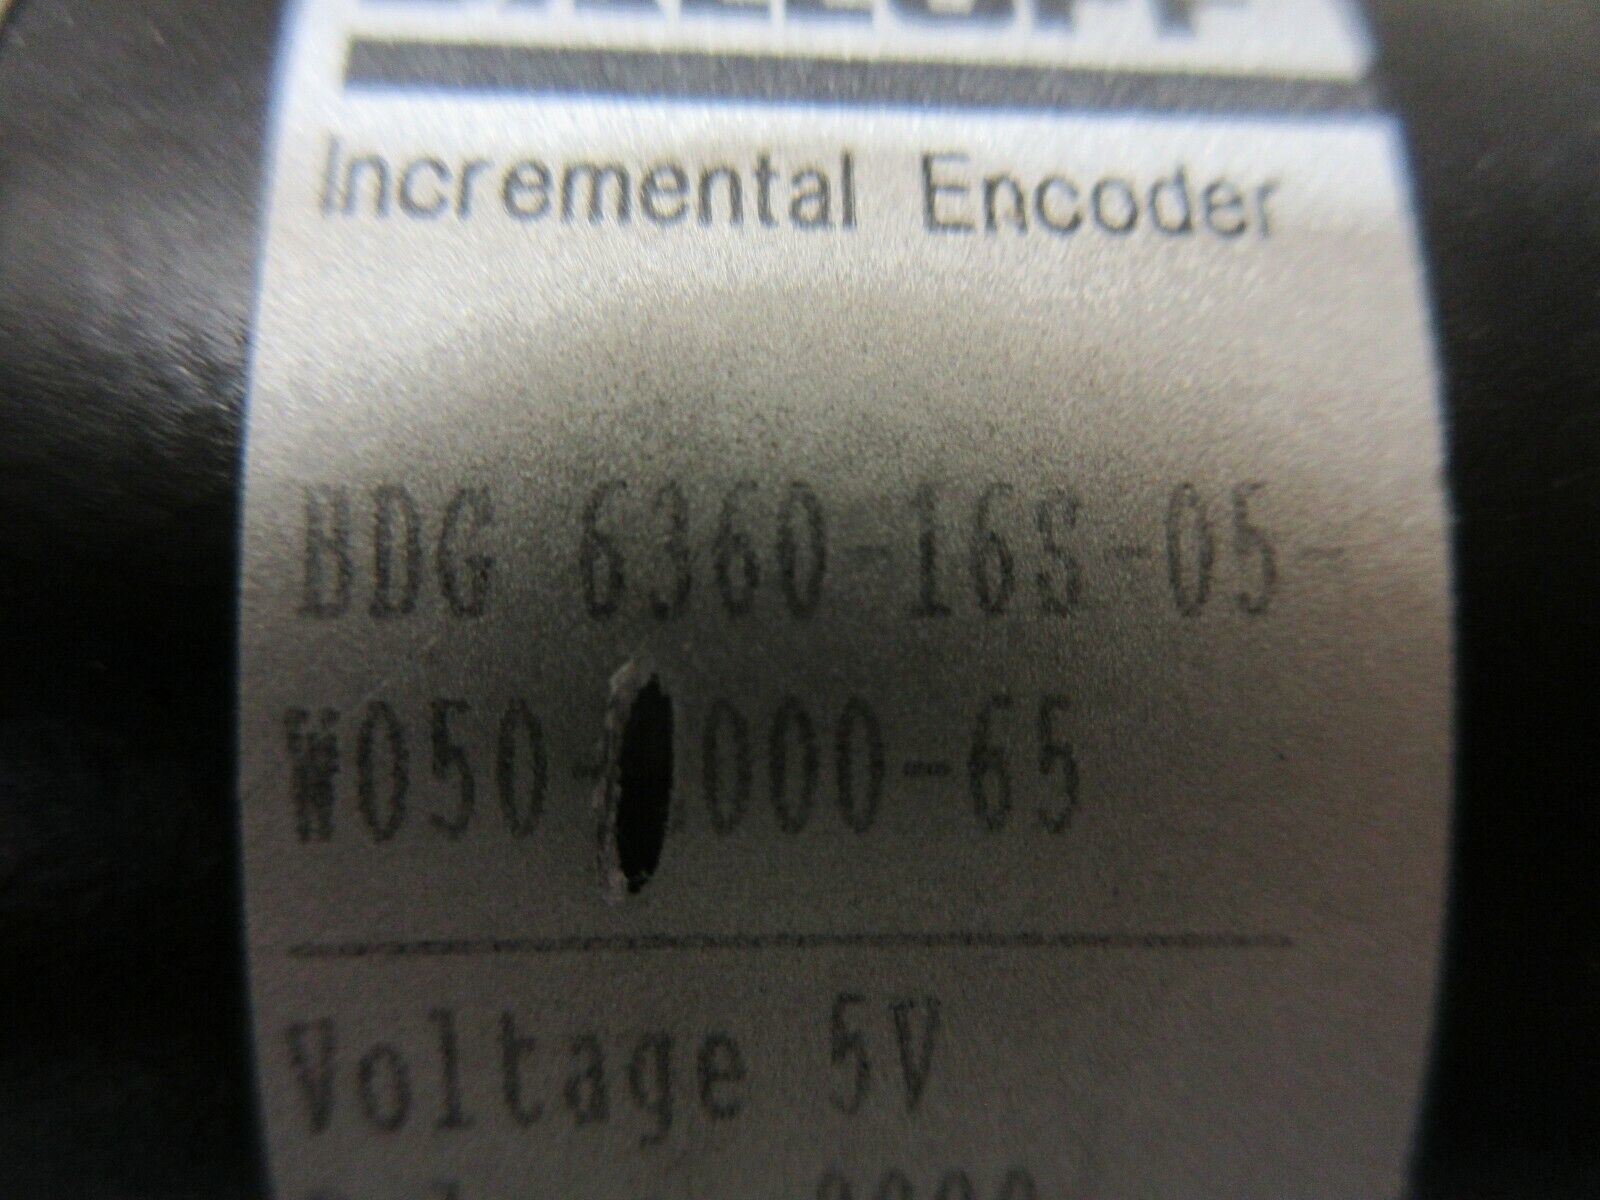 Incremental Encoder
BDG 6360-16S-05-
W050- 000-65
Voltage 5V